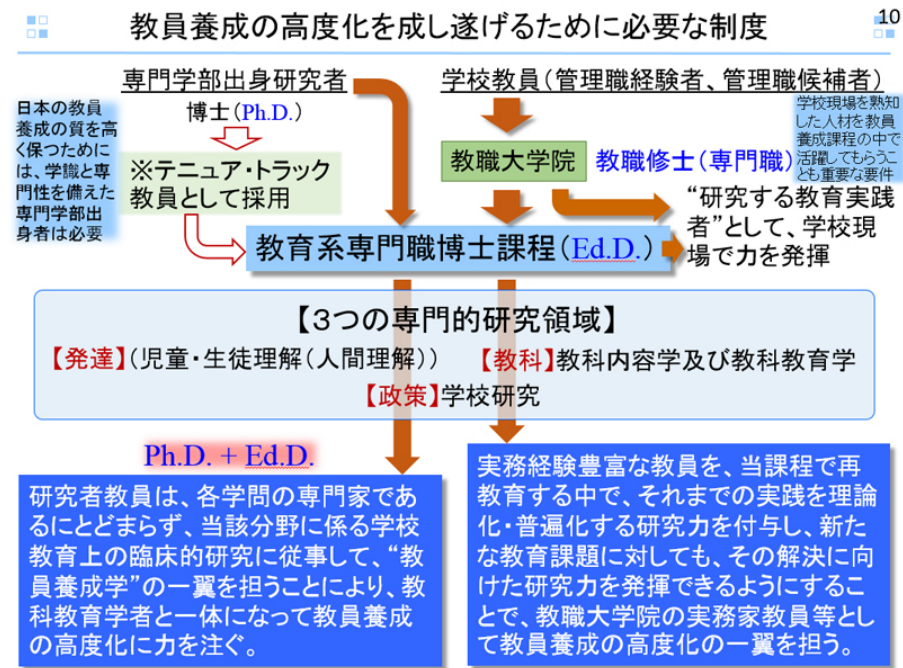 教員養成の高度化を成し遂げるために必要な制度
10
専門学部出身研究者
博士(Ph.D.)
日本の教員
養成の質を高
く保つために
は、学識と専
門性を備えた
専門学部出
身者は必要
※テニュア・トラック
教員として採用
学校教員(管理職経験者、管理職候補者)
教職大学院
教職修士(専門職)
学校現場を熟知
した人材を教員
養成課程の中で
活躍してもらうこ
とも重要な要件
“研究する教育実践
者”として、学校現
場で力を発揮
教育系専門職博士課程(Ed.D.)
【3つの専門的研究領域】
【発達】(児童・生徒理解(人間理解))
【教科】教科内容学及び教科教育学
【政策】学校研究
Ph.D. + Ed.D.
研究者教員は、各学問の専門家であ
るにとどまらず、当該分野に係る学校
教育上の臨床的研究に従事して、“教
員養成学”の一翼を担うことにより、教
科教育学者と一体になって教員養成
の高度化に力を注ぐ。
実務経験豊富な教員を、当課程で再
教育する中で、それまでの実践を理論
化・普遍化する研究力を付与し、新た
な教育課題に対しても、その解決に向
けた研究力を発揮できるようにするこ
とで、教職大学院の実務家教員等とし
て教員養成の高度化の一翼を担う。